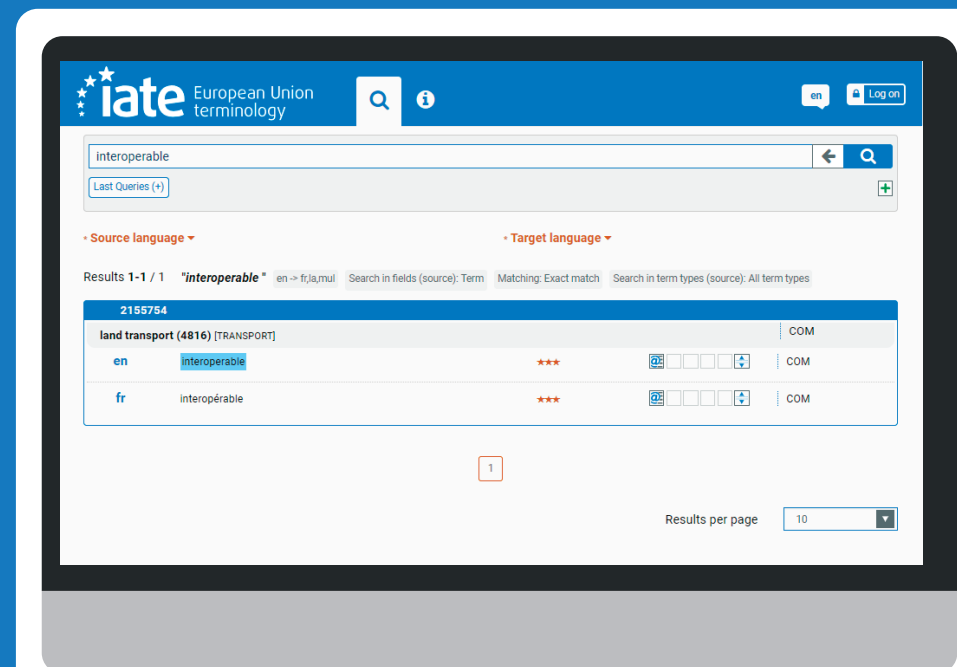 iate European Union
terminology
en
Log on
interoperable
Last Queries (+)
Source language
Target language
Results 1-1 / 1 "interoperable " en -> fr,la,mul Search in fields (source): Term Matching: Exact match Search in term types (source): All term types
2155754
land transport (4816) [TRANSPORT] COM
en interoperable COM
fr interopérable COM
1
Results per page 10